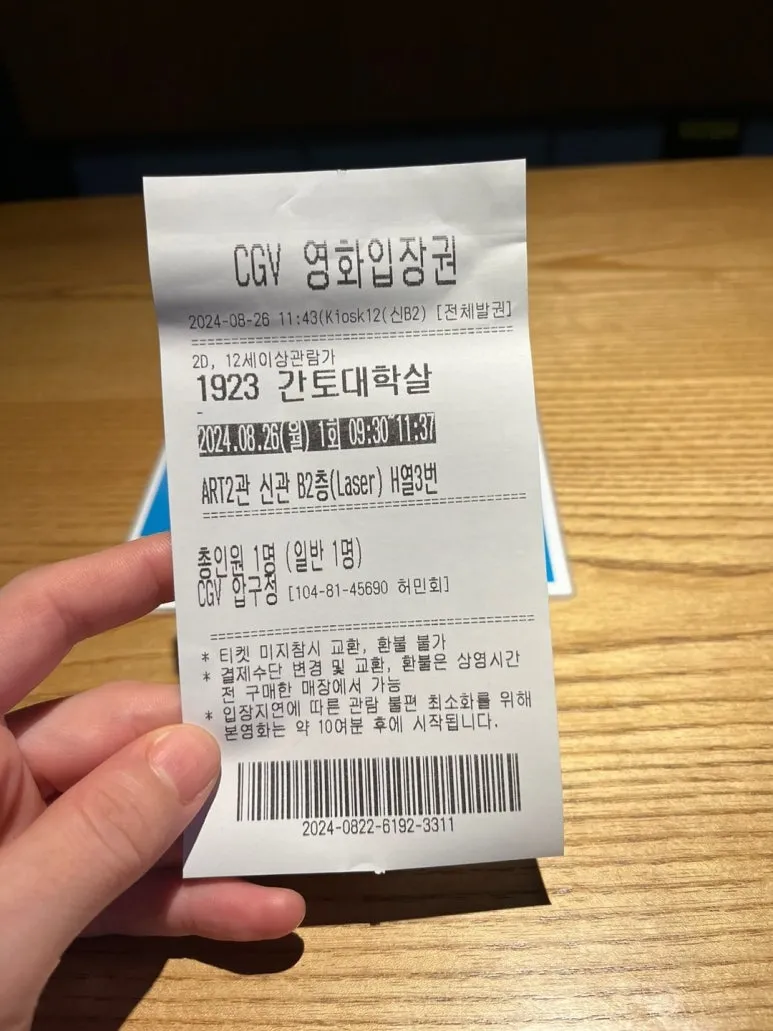 CGV 영화입장권
2024-08-26 11:43(Kiosk12(신B2) [전체발권]
2D, 12세이상관람가
1923 간토대학살
-
2024.08.26(월) 1회 09:30~11:37
ART2관 신관 B2층(Laser) H열3번
총인원 1명 (일반 1명)
CGV 압구정 [104-81-45690 허민회]
* 티켓 미지참시 교환, 환불 불가
* 결제수단 변경 및 교환, 환불은 상영시간
전 구매한 매장에서 가능
* 입장지연에 따른 관람 불편 최소화를 위해
본영화는 약 10여분 후에 시작됩니다.
2024-0822-6192-3311